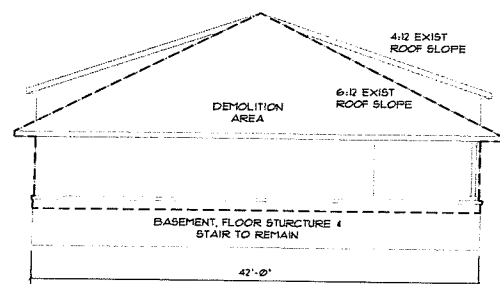 4:12 EXIST
ROOF SLOPE
6:12 EXIST
ROOF SLOPE
DEMOLITION
AREA
BASEMENT, FLOOR STURCTURE &
STAIR TO REMAIN
42'-0"